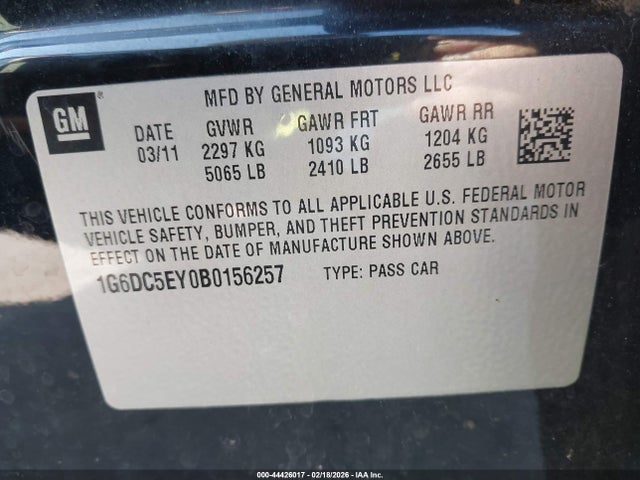 GM
MFD BY GENERAL MOTORS LLC
DATE GVWR GAWR FRT GAWR RR
03/11 2297 KG 1093 KG 1204 KG
5065 LB 2410 LB 2655 LB
THIS VEHICLE CONFORMS TO ALL APPLICABLE U.S. FEDERAL MOTOR
VEHICLE SAFETY, BUMPER, AND THEFT PREVENTION STANDARDS IN
EFFECT ON THE DATE OF MANUFACTURE SHOWN ABOVE.
1G6DC5EY0B0156257 TYPE: PASS CAR
000-44426017 - 02/18/2026 - IAA Inc.